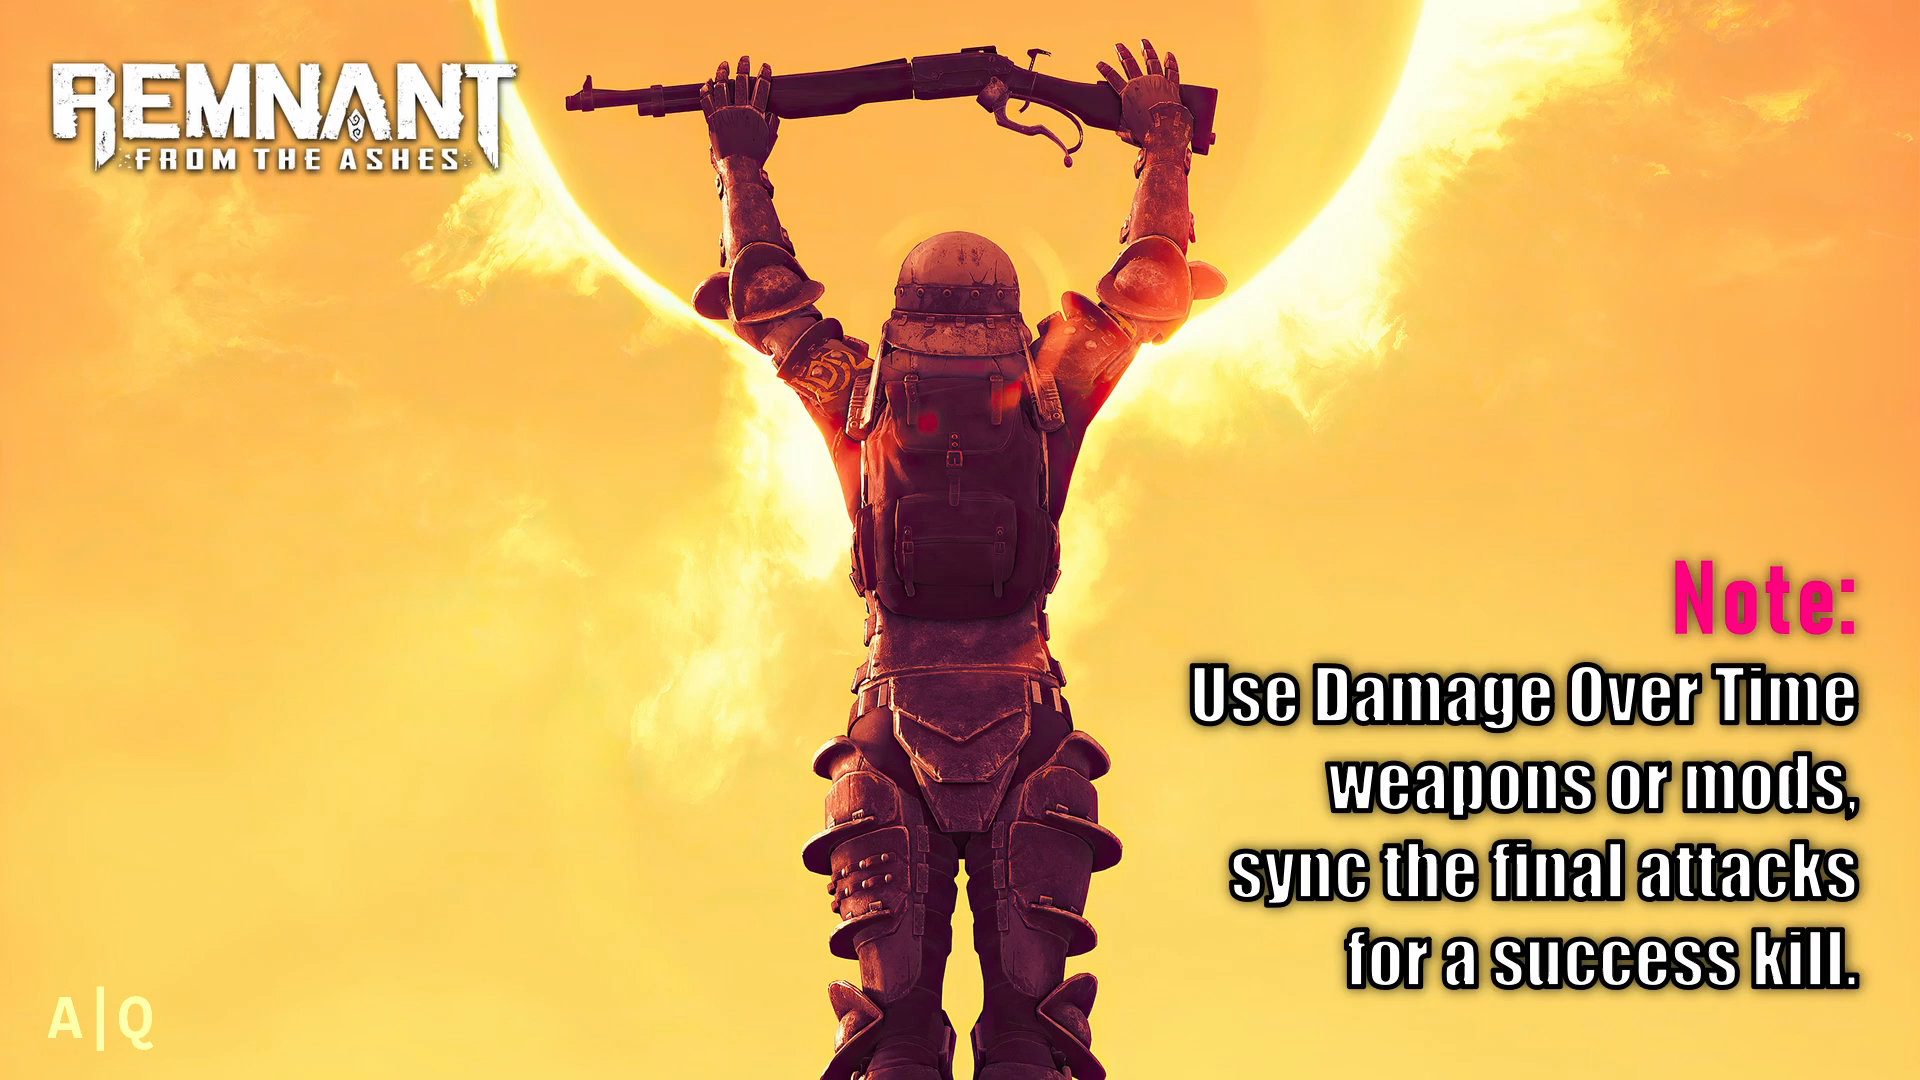 REMNANT
FROM THE ASHES
Note:
Use Damage Over Time
weapons or mods,
sync the final attacks
for a success kill.
A|Q